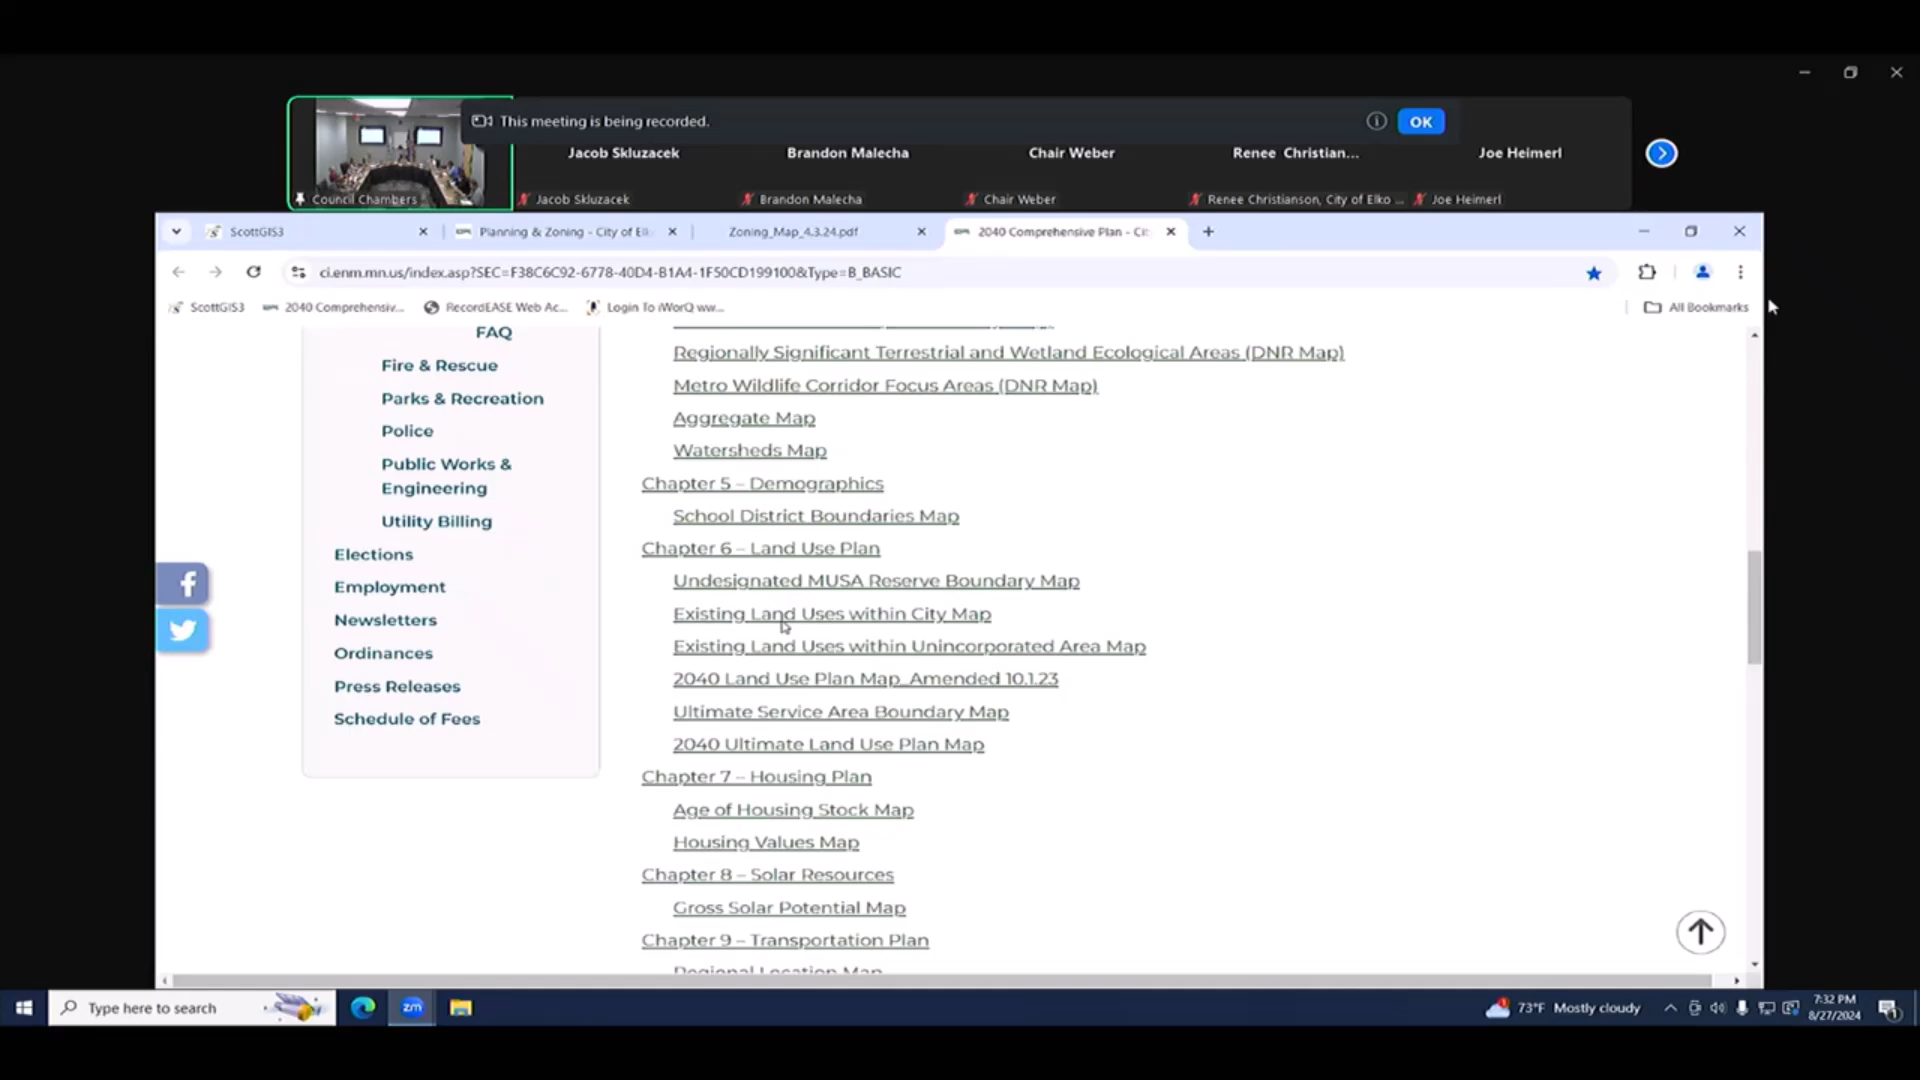 This meeting is being recorded.
OK
Jacob Skluzacek
Brandon Malecha
Chair Weber
Renee Christian...
Joe Heimerl
Council Chambers
Jacob Skluzacek
Brandon Malecha
Chair Weber
Renee Christianson, City of Elko ...
Joe Heimerl
ScottGIS3
Planning & Zoning - City of El
Zoning_Map_4.3.24.pdf
2040 Comprehensive Plan - Ci
ci.enm.mn.us/index.asp?SEC=F38C6C92-6778-40D4-B1A4-1F50CD199100&Type=B_BASIC
ScottGIS3
2040 Comprehensiv...
RecordEASE Web Ac...
Login To iWorQ ww...
All Bookmarks
FAQ
Fire & Rescue
Parks & Recreation
Police
Public Works &
Engineering
Utility Billing
Elections
Employment
Newsletters
Ordinances
Press Releases
Schedule of Fees
Regionally Significant Terrestrial and Wetland Ecological Areas (DNR Map)
Metro Wildlife Corridor Focus Areas (DNR Map)
Aggregate Map
Watersheds Map
Chapter 5 – Demographics
School District Boundaries Map
Chapter 6 – Land Use Plan
Undesignated MUSA Reserve Boundary Map
Existing Land Uses within City Map
Existing Land Uses within Unincorporated Area Map
2040 Land Use Plan Map_Amended 10.1.23
Ultimate Service Area Boundary Map
2040 Ultimate Land Use Plan Map
Chapter 7 – Housing Plan
Age of Housing Stock Map
Housing Values Map
Chapter 8 – Solar Resources
Gross Solar Potential Map
Chapter 9 – Transportation Plan
Regional Location Map
Type here to search
zm
73°F Mostly cloudy
7:32 PM
8/27/2024